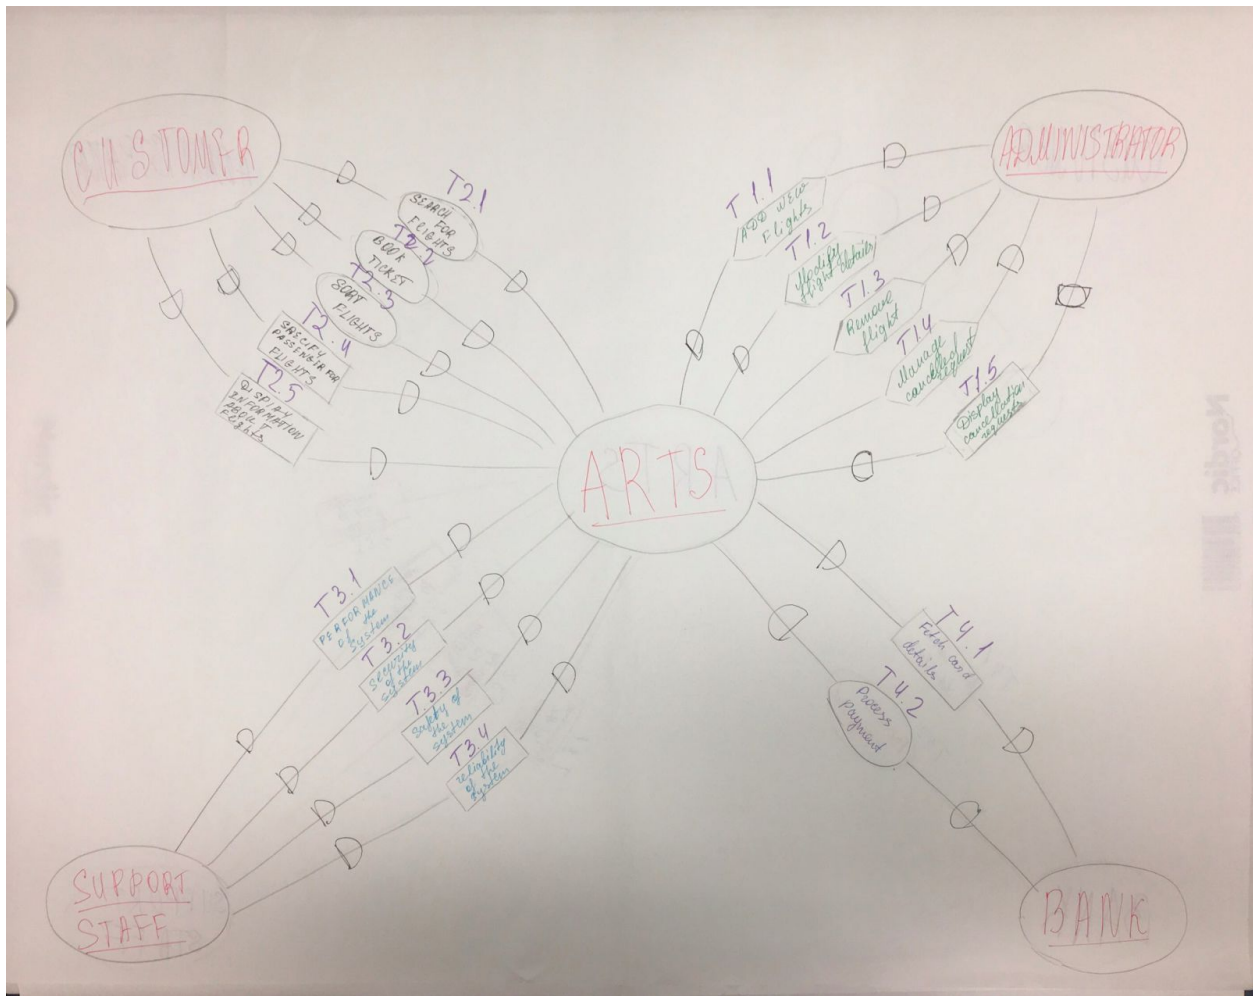 CUSTOMER
ADMINISTRATOR
T2.1
SEARCH
FOR
FLIGHTS
T2.2
BOOK
TICKET
T2.3
SORT
FLIGHTS
T2.4
SPECIFY
PASSENGER FOR
FLIGHTS
T2.5
DISPLAY
INFORMATION
ABOUT
flights
T1.1
ADD NEW
Flights
T1.2
Modify
flight details
T1.3
Remove
flight
T1.4
Manage
T1.5
Display
cancellation
requests
ARTS
T3.1
PERFORMANCE
of the
system
T3.2
Security
of the
system
T3.3
Safety of
the
system
T3.4
reliability
of the
system
T4.1
Fetch card
details
T4.2
Process
payment
SUPPORT
STAFF
BANK